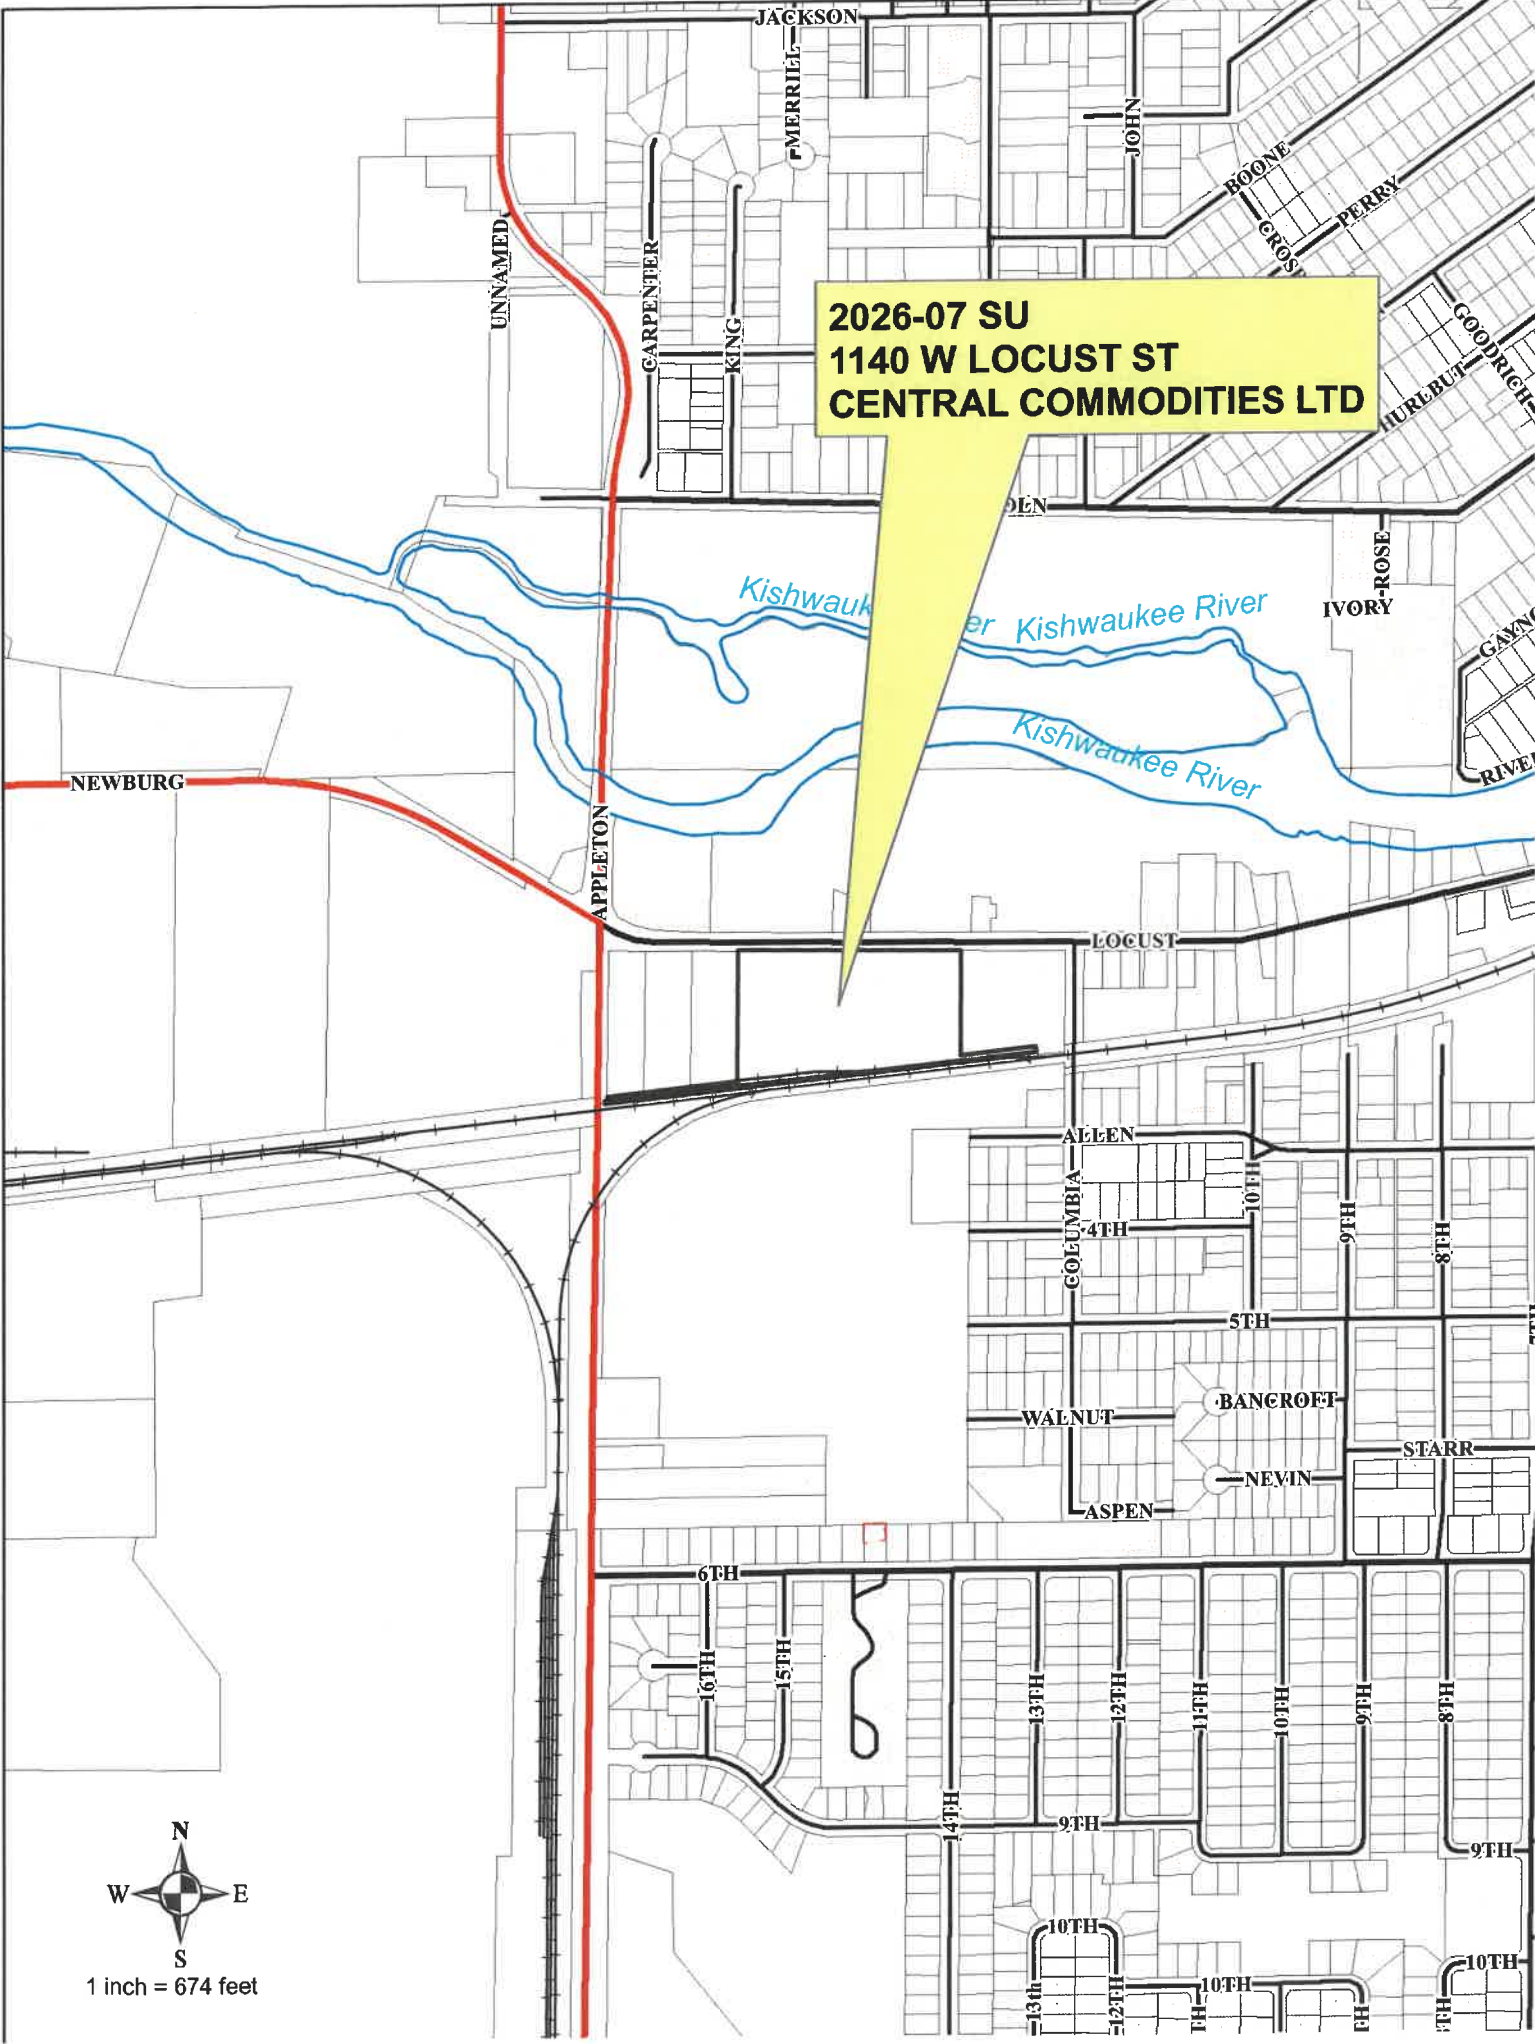 JACKSON
MERRILL
JOHN
BOONE
PERRY
UNNAMED
CARPENTER
KING
GOODRICH
HURLBUT
2026-07 SU
1140 W LOCUST ST
CENTRAL COMMODITIES LTD
ROSE
IVORY
Kishwaukee River
Kishwaukee River
NEWBURG
APPLETON
LOCUST
ALLEN
COLUMBIA
10TH
4TH
9TH
8TH
5TH
WALNUT
BANCROFT
STARR
NEVIN
ASPEN
6TH
16TH
15TH
14TH
13TH
12TH
11TH
10TH
9TH
8TH
9TH
9TH
10TH
10TH
10TH
13th
12TH
N
W E
S
1 inch = 674 feet